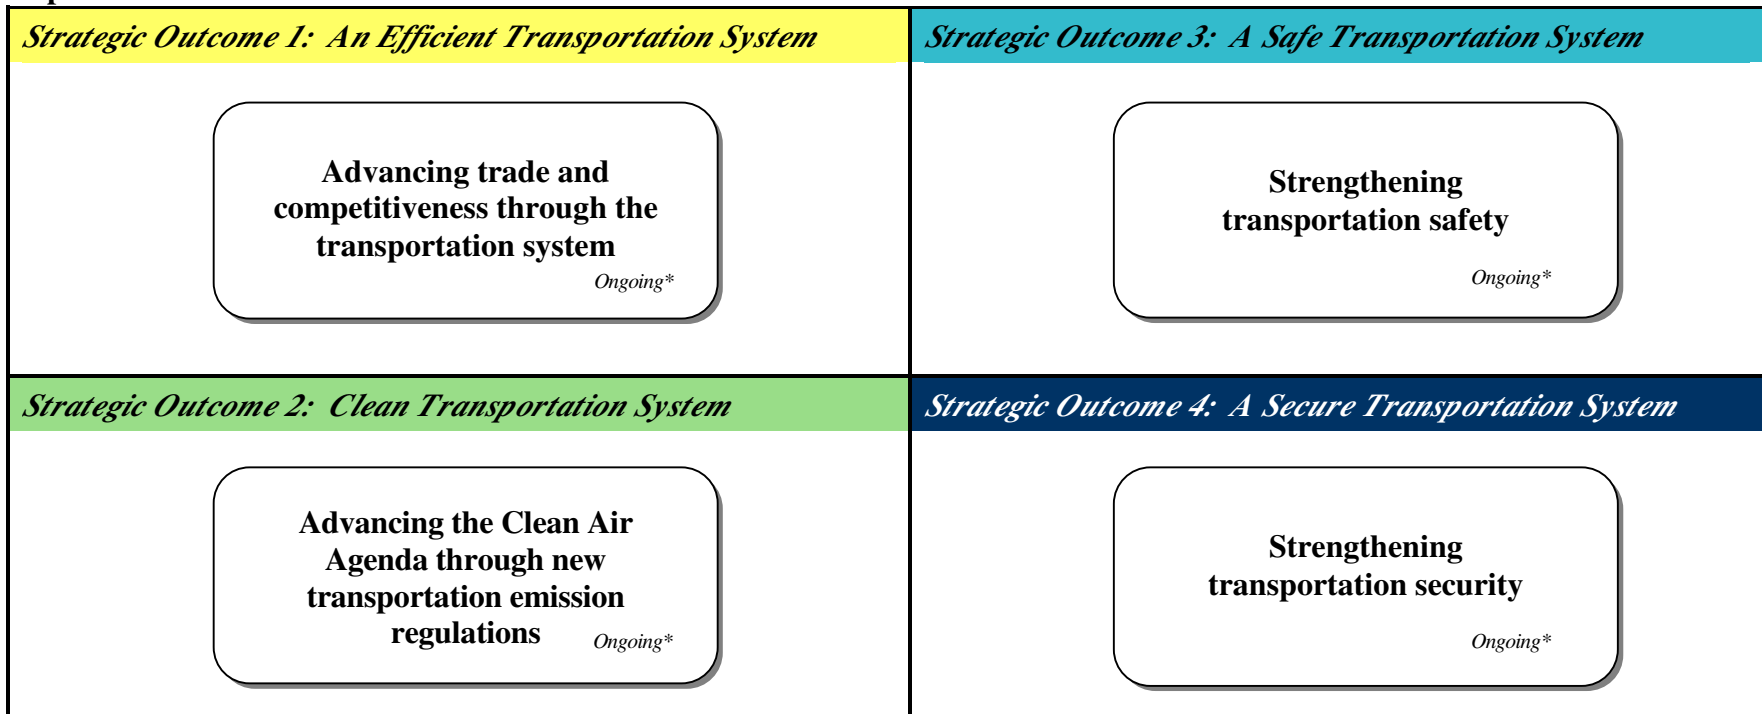 Strategic Outcome 1: An Efficient Transportation System
Advancing trade and
competitiveness through the
transportation system
Ongoing*
Strategic Outcome 3: A Safe Transportation System
Strengthening
transportation safety
Ongoing*
Strategic Outcome 2: Clean Transportation System
Advancing the Clean Air
Agenda through new
transportation emission
regulations
Ongoing*
Strategic Outcome 4: A Secure Transportation System
Strengthening
transportation security
Ongoing*